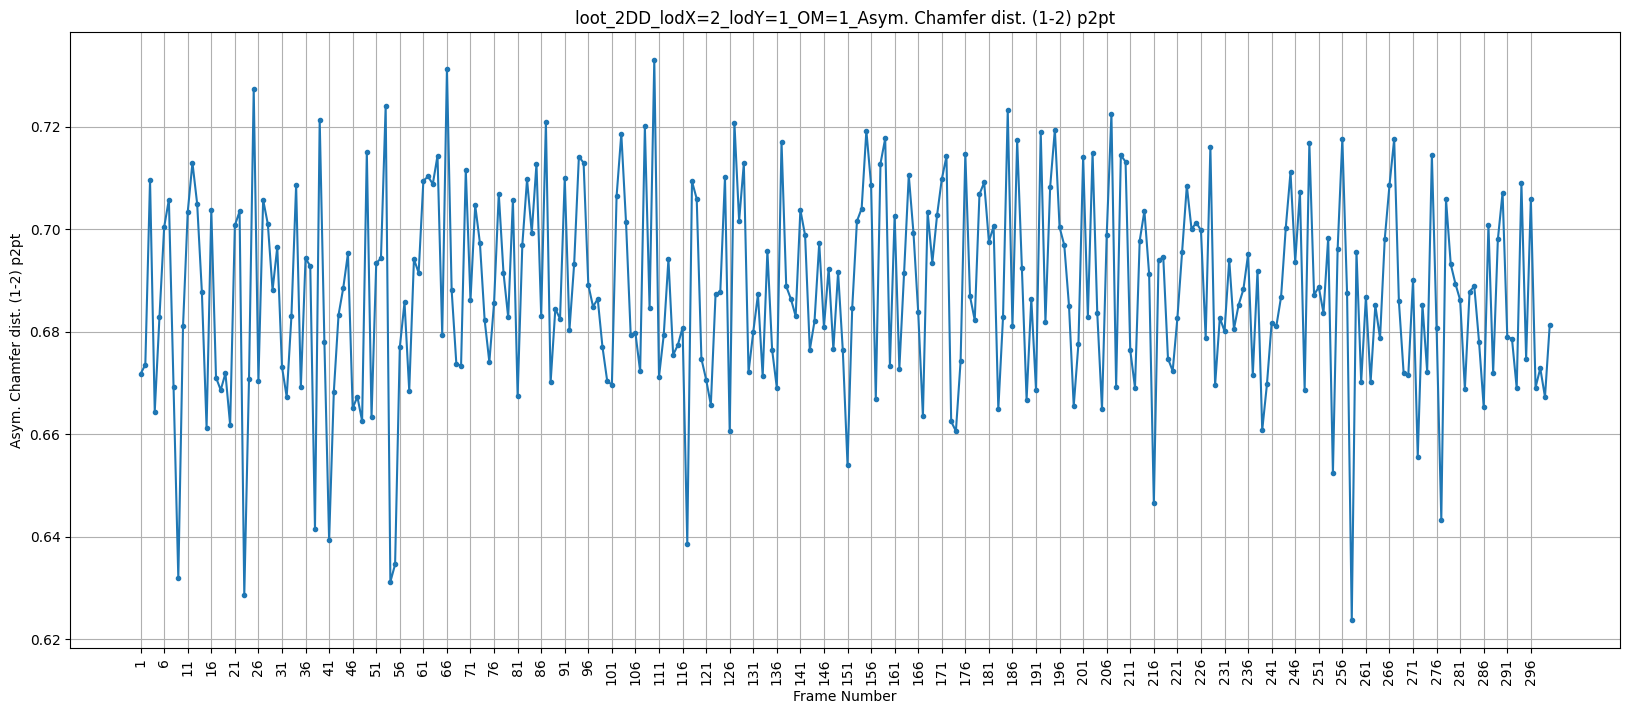 loot_2DD_lodX=2_lodY=1_OM=1_Asym. Chamfer dist. (1-2) p2pt
Asym. Chamfer dist. (1-2) p2pt
0.72
0.70
0.68
0.66
0.64
0.62
1 6 11 16 21 26 31 36 41 46 51 56 61 66 71 76 81 86 91 96 101 106 111 116 121 126 131 136 141 146 151 156 161 166 171 176 181 186 191 196 201 206 211 216 221 226 231 236 241 246 251 256 261 266 271 276 281 286 291 296
Frame Number